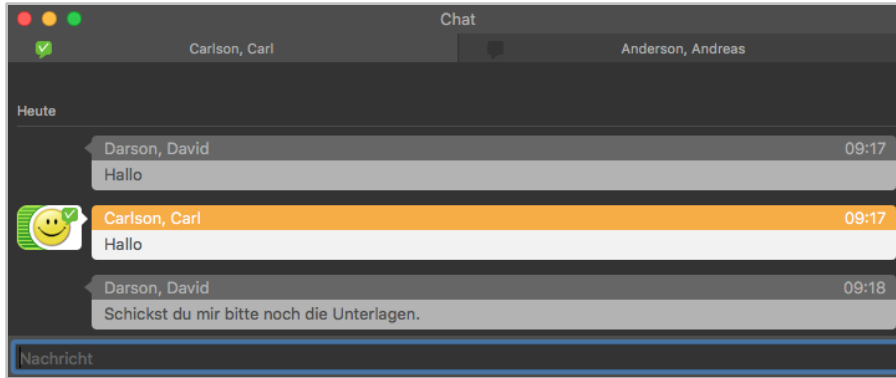 Chat
Carlson, Carl
Anderson, Andreas
Heute
Darson, David 09:17
Hallo
Carlson, Carl 09:17
Hallo
Darson, David 09:18
Schickst du mir bitte noch die Unterlagen.
Nachricht